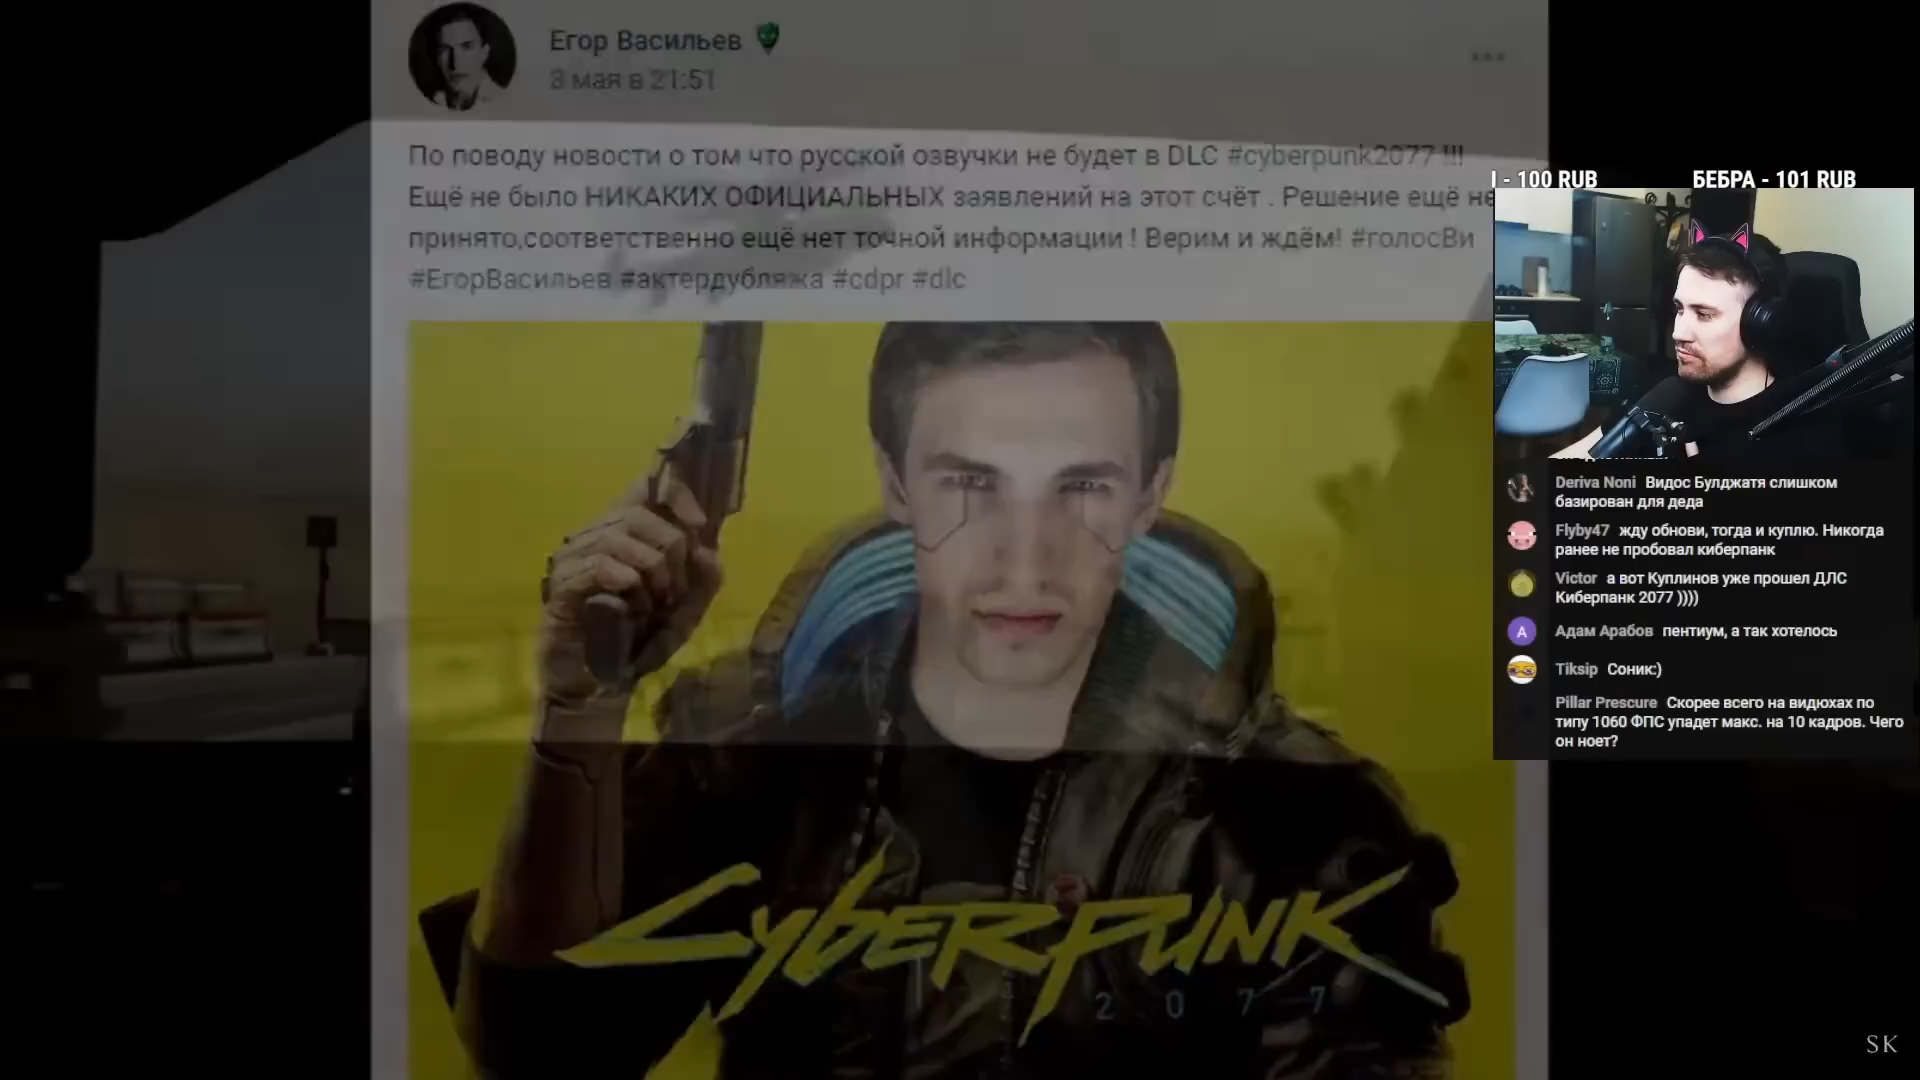 Егор Васильев
3 мая в 21:51
По поводу новости о том что русской озвучки не будет в DLC #cyberpunk2077 !!!
Ещё не было НИКАКИХ ОФИЦИАЛЬНЫХ заявлений на этот счёт . Решение ещё не
принято,соответственно ещё нет точной информации ! Верим и ждём! #голосВи
#ЕгорВасильев #актердубляжа #cdpr #dlc
CYBERPUNK
2077
I - 100 RUB БЕБРА - 101 RUB
Deriva Noni Видос Булджатя слишком
базирован для деда
Flyby47 жду обнови, тогда и куплю. Никогда
ранее не пробовал киберпанк
Victor а вот Куплинов уже прошел ДЛС
Киберпанк 2077 ))))
А
Адам Арабов пентиум, а так хотелось
Tiksip Соник:)
Pillar Prescure Скорее всего на видюхах по
типу 1060 ФПС упадет макс. на 10 кадров. Чего
он ноет?
SK